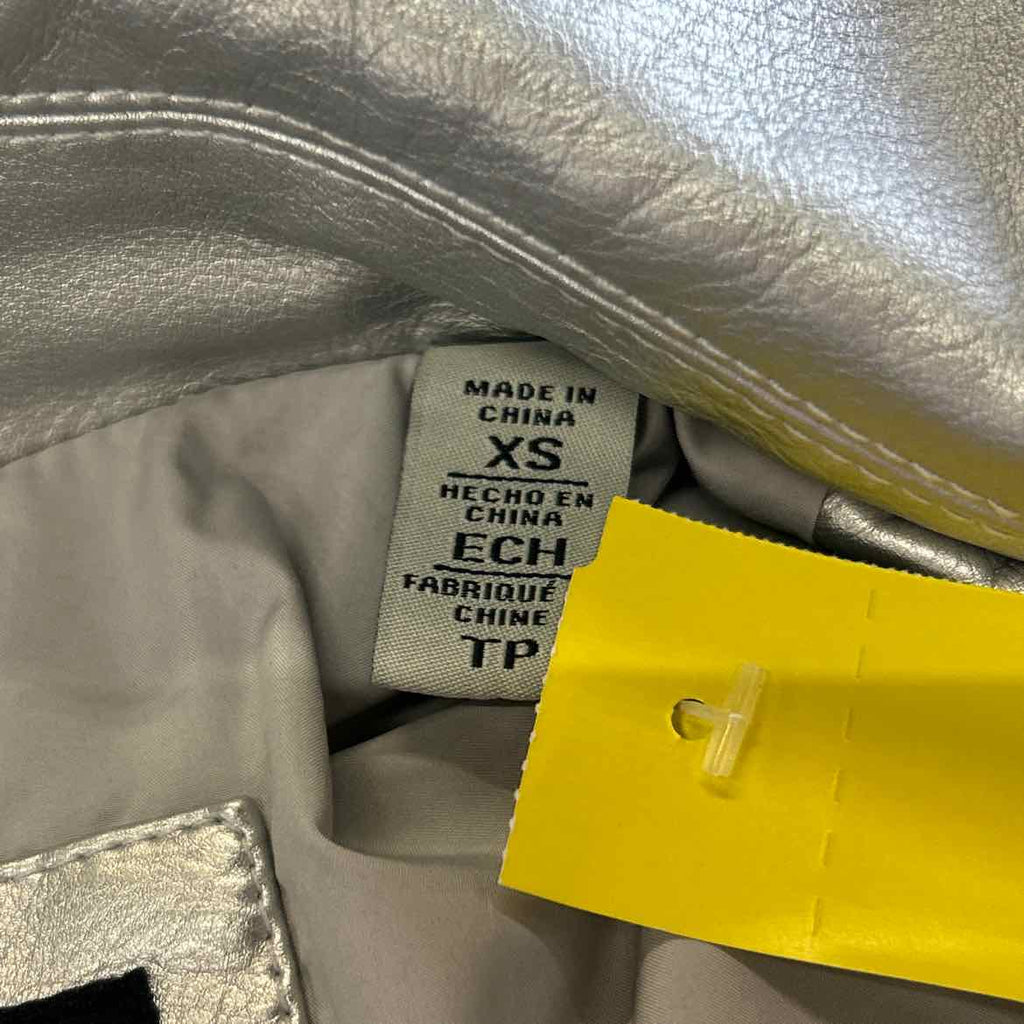 MADE IN
CHINA
XS
HECHO EN
CHINA
ECH
FABRIQUÉ
CHINE
TP